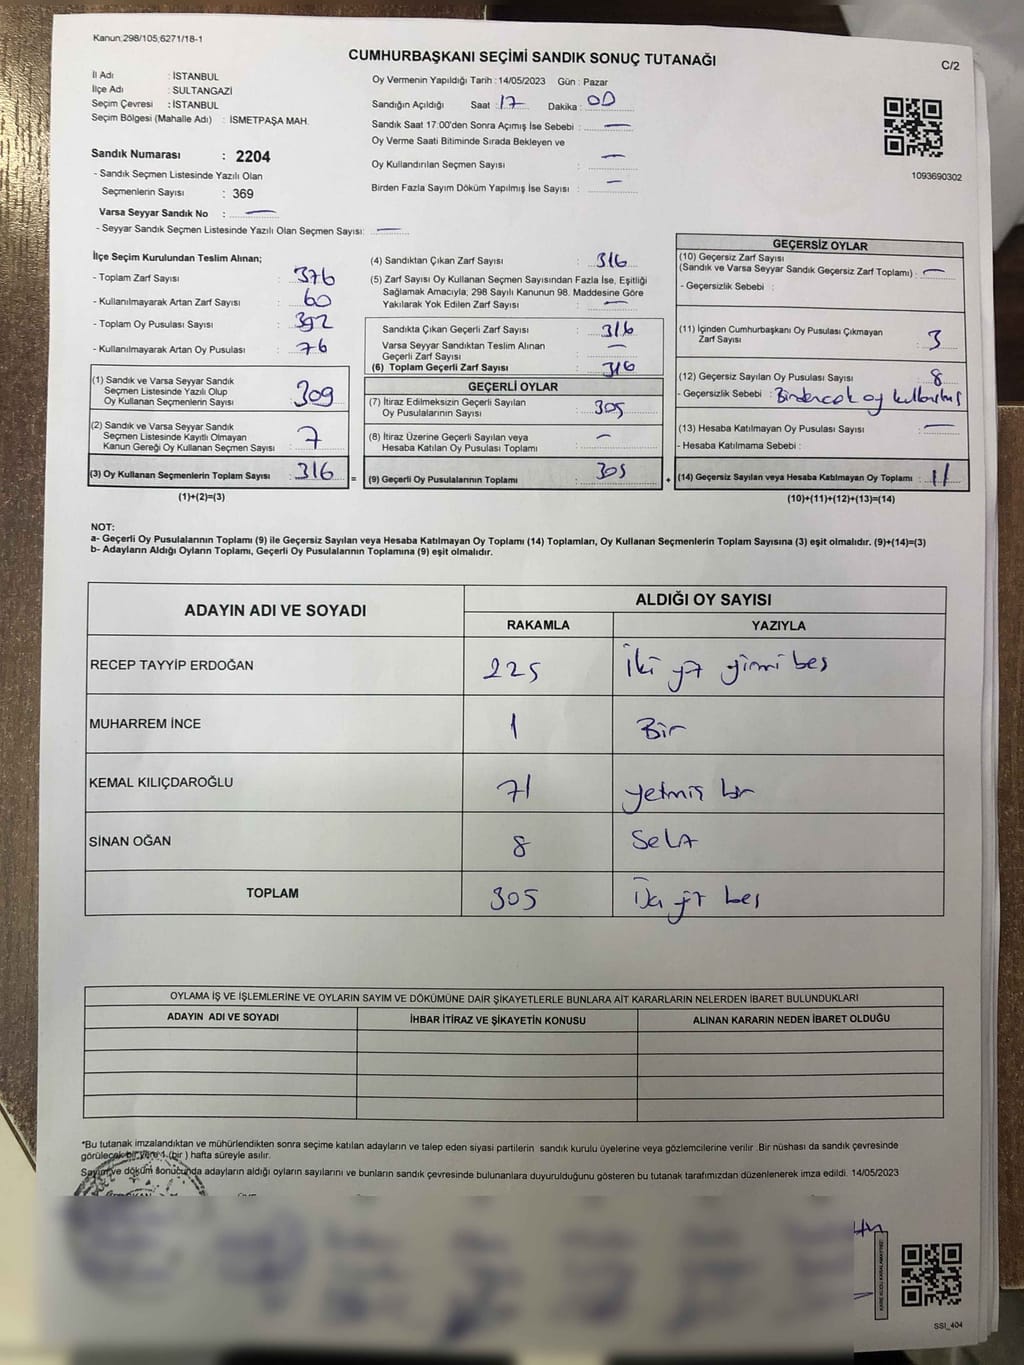 Kanun:298/105;6271/18-1
CUMHURBAŞKANI SEÇİMİ SANDIK SONUÇ TUTANAĞI
C/2
İl Adı : İSTANBUL
İlçe Adı : SULTANGAZİ
Seçim Çevresi : İSTANBUL
Seçim Bölgesi (Mahalle Adı) : İSMETPAŞA MAH.
Sandık Numarası : 2204
- Sandık Seçmen Listesinde Yazılı Olan
Seçmenlerin Sayısı : 369
Varsa Seyyar Sandık No : —
- Seyyar Sandık Seçmen Listesinde Yazılı Olan Seçmen Sayısı: —
Oy Vermenin Yapıldığı Tarih : 14/05/2023 Gün : Pazar
Sandığın Açıldığı Saat : 17 Dakika : 00
Sandık Saat 17:00'den Sonra Açımış İse Sebebi : —
Oy Verme Saati Bitiminde Sırada Bekleyen ve
Oy Kullandırılan Seçmen Sayısı : —
Birden Fazla Sayım Döküm Yapılmış İse Sayısı : —
1093690302
İlçe Seçim Kurulundan Teslim Alınan;
- Toplam Zarf Sayısı : 376
- Kullanılmayarak Artan Zarf Sayısı : 60
- Toplam Oy Pusulası Sayısı : 392
- Kullanılmayarak Artan Oy Pusulası : 76
(1) Sandık ve Varsa Seyyar Sandık
Seçmen Listesinde Yazılı Olup
Oy Kullanan Seçmenlerin Sayısı : 309
(2) Sandık ve Varsa Seyyar Sandık
Seçmen Listesinde Kayıtlı Olmayan
Kanun Gereği Oy Kullanan Seçmen Sayısı : 7
(3) Oy Kullanan Seçmenlerin Toplam Sayısı : 316
(1)+(2)=(3)
(4) Sandıktan Çıkan Zarf Sayısı : 316
(5) Zarf Sayısı Oy Kullanan Seçmen Sayısından Fazla İse, Eşitliği
Sağlamak Amacıyla; 298 Sayılı Kanunun 98. Maddesine Göre
Yakılarak Yok Edilen Zarf Sayısı : —
Sandıkta Çıkan Geçerli Zarf Sayısı : 316
Varsa Seyyar Sandıktan Teslim Alınan
Geçerli Zarf Sayısı : —
(6) Toplam Geçerli Zarf Sayısı : 316
GEÇERLİ OYLAR
(7) İtiraz Edilmeksizin Geçerli Sayılan
Oy Pusulalarının Sayısı : 305
(8) İtiraz Üzerine Geçerli Sayılan veya
Hesaba Katılan Oy Pusulası Toplamı : —
= (9) Geçerli Oy Pusulalarının Toplamı : 305 +
GEÇERSİZ OYLAR
(10) Geçersiz Zarf Sayısı
(Sandık ve Varsa Seyyar Sandık Geçersiz Zarf Toplamı) : —
- Geçersizlik Sebebi :
(11) İçinden Cumhurbaşkanı Oy Pusulası Çıkmayan
Zarf Sayısı : 3
(12) Geçersiz Sayılan Oy Pusulası Sayısı : 8
- Geçersizlik Sebebi : oy
(13) Hesaba Katılmayan Oy Pusulası Sayısı : —
- Hesaba Katılmama Sebebi :
(14) Geçersiz Sayılan veya Hesaba Katılmayan Oy Toplamı : 11
(10)+(11)+(12)+(13)=(14)
NOT:
a- Geçerli Oy Pusulalarının Toplamı (9) ile Geçersiz Sayılan veya Hesaba Katılmayan Oy Toplamı (14) Toplamları, Oy Kullanan Seçmenlerin Toplam Sayısına (3) eşit olmalıdır. (9)+(14)=(3)
b- Adayların Aldığı Oyların Toplamı, Geçerli Oy Pusulalarının Toplamına (9) eşit olmalıdır.
ADAYIN ADI VE SOYADI
ALDIĞI OY SAYISI
RAKAMLA YAZIYLA
RECEP TAYYİP ERDOĞAN 225 iki yirmi beş
MUHARREM İNCE 1 Bir
KEMAL KILIÇDAROĞLU 71 yetmiş bir
SİNAN OĞAN 8
TOPLAM 305 beş
OYLAMA İŞ VE İŞLEMLERİNE VE OYLARIN SAYIM VE DÖKÜMÜNE DAİR ŞİKAYETLERLE BUNLARA AİT KARARLARIN NELERDEN İBARET BULUNDUKLARI
ADAYIN ADI VE SOYADI İHBAR İTİRAZ VE ŞİKAYETİN KONUSU ALINAN KARARIN NEDEN İBARET OLDUĞU
*Bu tutanak imzalandıktan ve mühürlendikten sonra seçime katılan adayların ve talep eden siyasi partilerin sandık kurulu üyelerine veya gözlemcilerine verilir. Bir nüshası da sandık çevresinde
görülecek bir yere 1 (bir ) hafta süreyle asılır.
Sayım ve döküm sonucunda adayların aldığı oyların sayılarını ve bunların sandık çevresinde bulunanlara duyurulduğunu gösteren bu tutanak tarafımızdan düzenlenerek imza edildi. 14/05/2023
SSI_404